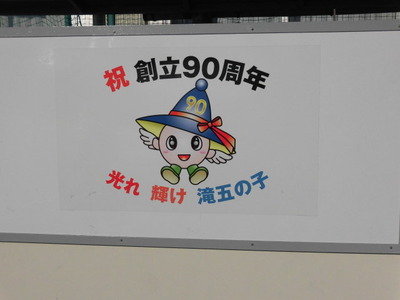 祝 創立90周年
90
光れ 輝け 滝五の子